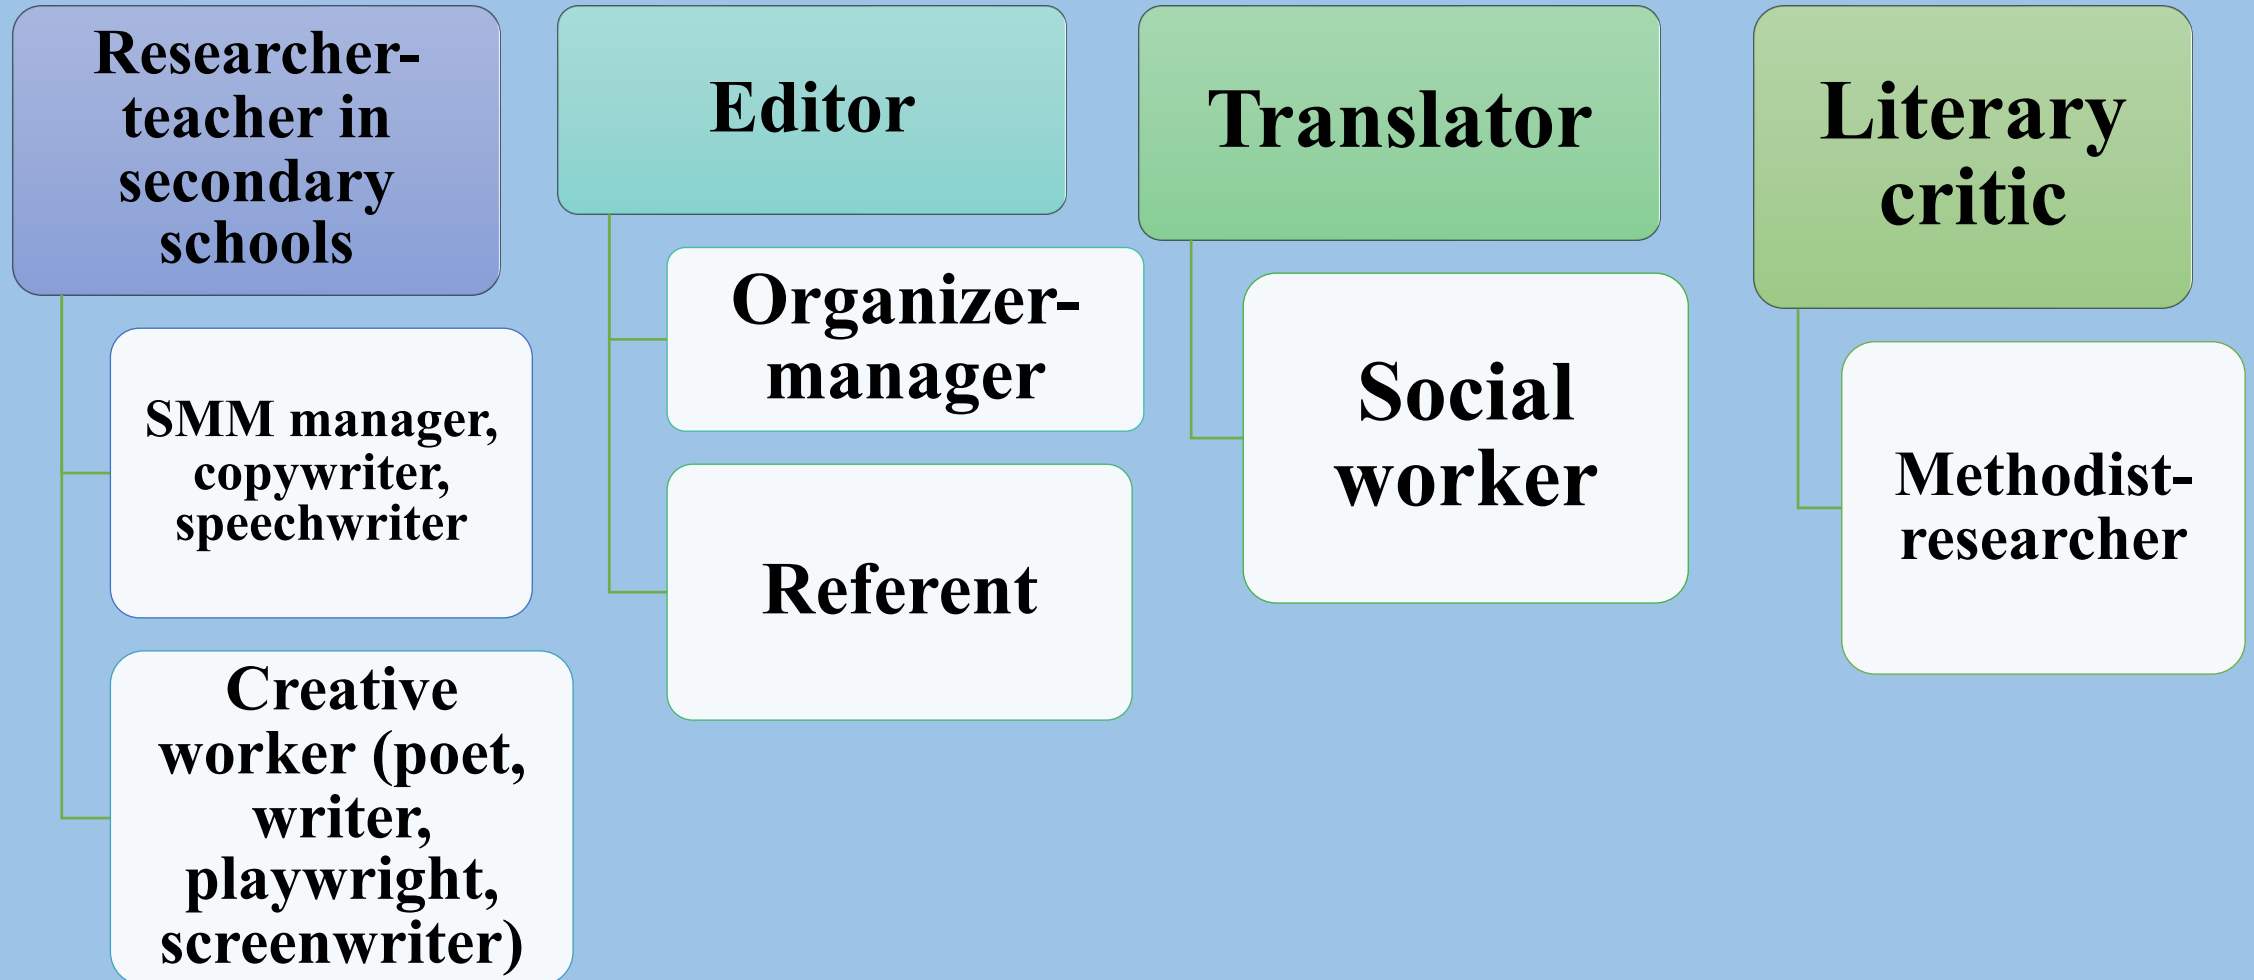 Researcher-
teacher in
secondary
schools
SMM manager,
copywriter,
speechwriter
Creative
worker (poet,
writer,
playwright,
screenwriter)
Editor
Organizer-
manager
Referent
Translator
Social
worker
Literary
critic
Methodist-
researcher